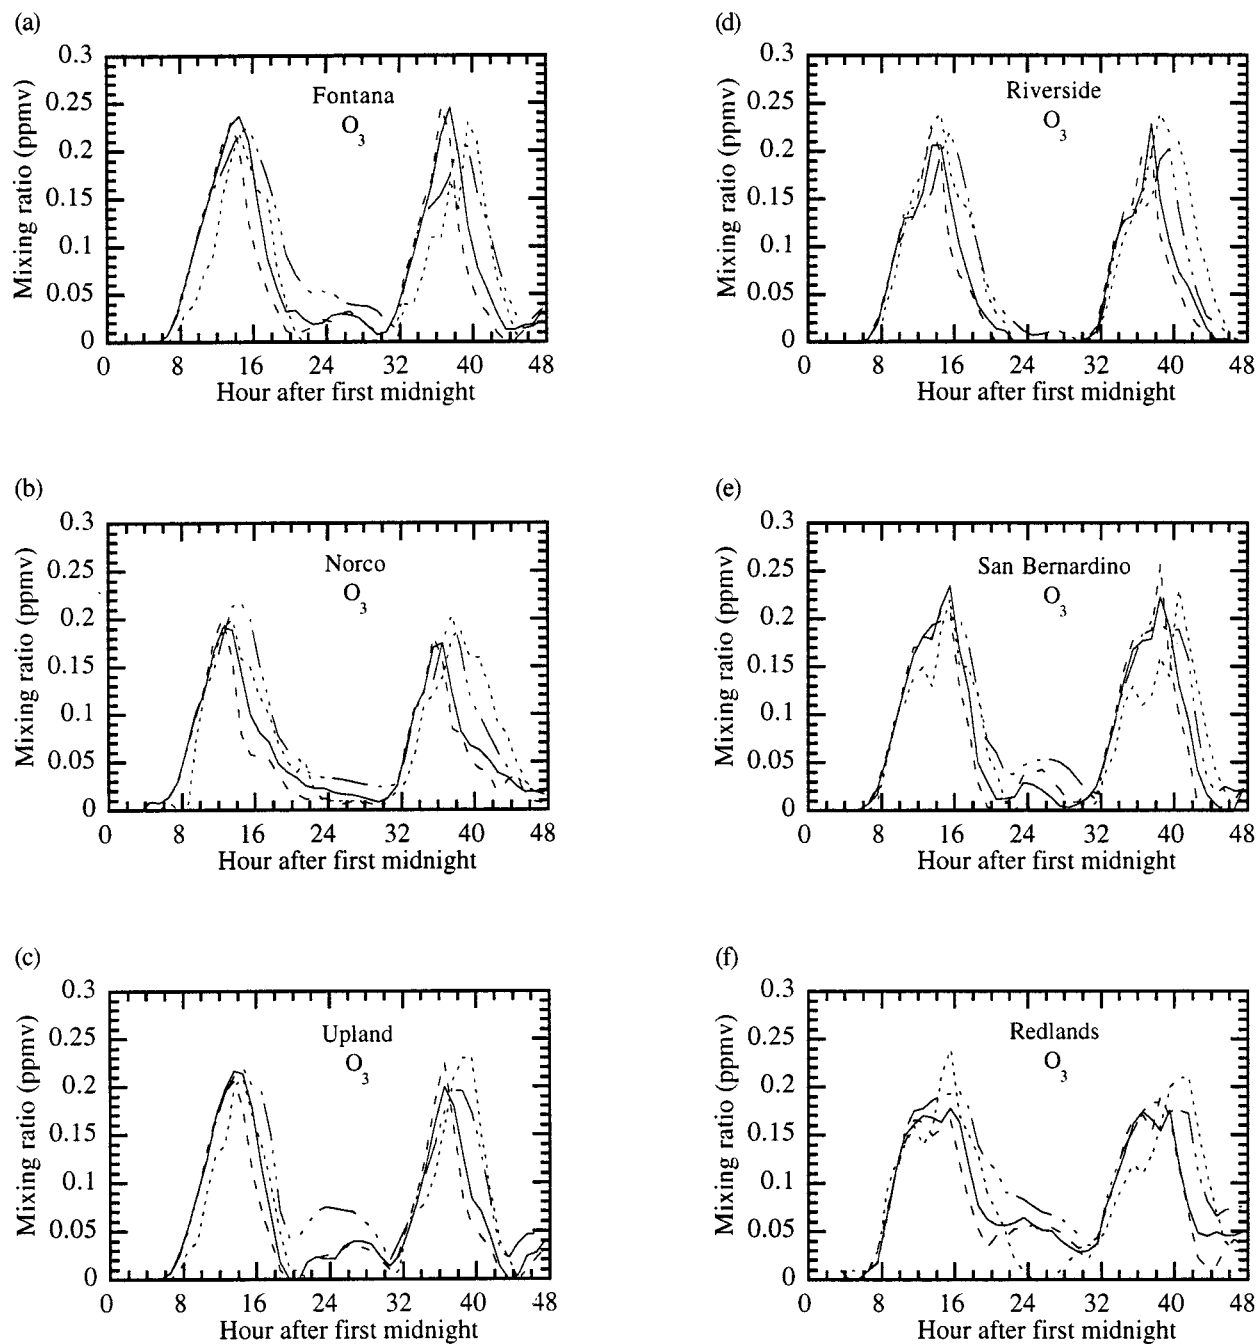 (a)
0.3
0.25
0.2
0.15
0.1
0.05
0
Mixing ratio (ppmv)
Fontana
O3
0 8 16 24 32 40 48
Hour after first midnight
(d)
0.3
0.25
0.2
0.15
0.1
0.05
0
Mixing ratio (ppmv)
Riverside
O3
0 8 16 24 32 40 48
Hour after first midnight
(b)
0.3
0.25
0.2
0.15
0.1
0.05
0
Mixing ratio (ppmv)
Norco
O3
0 8 16 24 32 40 48
Hour after first midnight
(e)
0.3
0.25
0.2
0.15
0.1
0.05
0
Mixing ratio (ppmv)
San Bernardino
O3
0 8 16 24 32 40 48
Hour after first midnight
(c)
0.3
0.25
0.2
0.15
0.1
0.05
0
Mixing ratio (ppmv)
Upland
O3
0 8 16 24 32 40 48
Hour after first midnight
(f)
0.3
0.25
0.2
0.15
0.1
0.05
0
Mixing ratio (ppmv)
Redlands
O3
0 8 16 24 32 40 48
Hour after first midnight